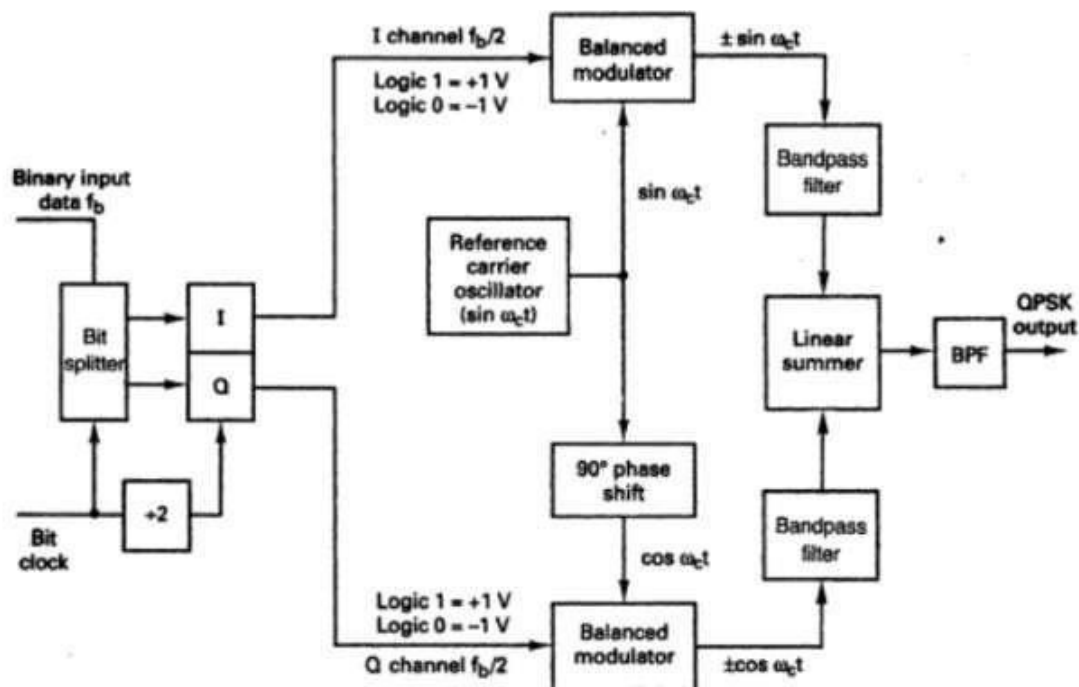 I channel f_b/2
Logic 1 = +1 V
Logic 0 = −1 V
Balanced
modulator
± sin ω_ct
Bandpass
filter
Binary input
data f_b
sin ω_ct
Reference
carrier
oscillator
(sin ω_ct)
Bit
splitter
I
Q
Linear
summer
BPF
QPSK
output
90° phase
shift
÷2
Bit
clock
cos ω_ct
Bandpass
filter
Logic 1 = +1 V
Logic 0 = −1 V
Q channel f_b/2
Balanced
modulator
±cos ω_ct